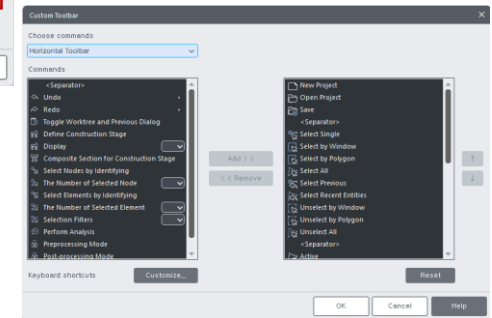 Custom Toolbar
Choose commands
Horizontal Toolbar
Commands
<Separator>
Undo
Redo
Toggle Worktree and Previous Dialog
Define Construction Stage
Display
Composite Section for Construction Stage
Select Nodes by Identifying
The Number of Selected Node
Select Elements by Identifying
The Number of Selected Element
Selection Filters
Perform Analysis
Preprocessing Mode
Post-processing Mode
Add > >
< < Remove
New Project
Open Project
Save
<Separator>
Select Single
Select by Window
Select by Polygon
Select All
Select Previous
Select Recent Entities
Unselect by Window
Unselect by Polygon
Unselect All
<Separator>
Active
Keyboard shortcuts
Customize...
Reset
OK
Cancel
Help